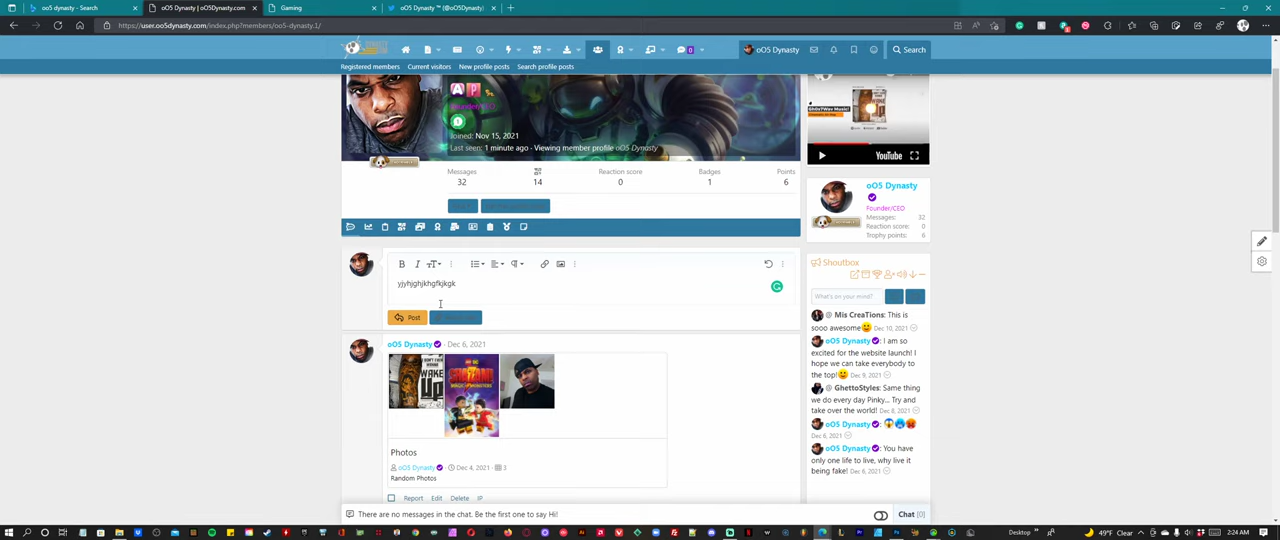 oo5 dynasty - Search
oO5 Dynasty | oO5Dynasty.com
Gaming
oO5 Dynasty ™ (@oO5Dynasty)
https://user.oo5dynasty.com/index.php?members/oo5-dynasty.1/
0
oO5 Dynasty
Search
Registered members
Current visitors
New profile posts
Search profile posts
A P
Founder/CEO
Joined: Nov 15, 2021
Last seen: 1 minute ago · Viewing member profile oO5 Dynasty
Messages
32
14
Reaction score
0
Badges
1
Points
6
YouTube
oO5 Dynasty
Founder/CEO
Messages: 32
Reaction score: 0
Trophy points: 6
yjyhjghjkhgfkjkgk
Post
oO5 Dynasty · Dec 6, 2021
WAKE
UP
SHAZAM!
Photos
oO5 Dynasty · Dec 4, 2021 · 3
Random Photos
Report Edit Delete IP
Shoutbox
What's on your mind?
@ Mis CreaTions: This is
sooo awesome Dec 10, 2021
oO5 Dynasty: I am so
excited for the website launch! I
hope we can take everybody to
the top! Dec 9, 2021
@ GhettoStyles: Same thing
we do every day Pinky... Try and
take over the world! Dec 8, 2021
oO5 Dynasty:
Dec 6, 2021
oO5 Dynasty: You have
only one life to live, why live it
being fake! Dec 6, 2021
There are no messages in the chat. Be the first one to say Hi!
Chat (0)
Desktop
49°F Clear
2:24 AM